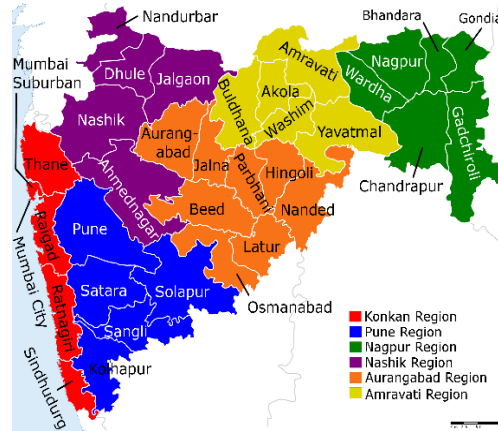 Nandurbar
Bhandara
Gondia
Mumbai
Suburban
Dhule
Jalgaon
Amravati
Nagpur
Wardha
Buldhana
Akola
Washim
Nashik
Aurang-
abad
Yavatmal
Gadchiroli
Thane
Jalna
Parbhani
Hingoli
Ahmednagar
Chandrapur
Beed
Nanded
Raigad
Pune
Latur
Mumbai City
Satara
Solapur
Osmanabad
Ratnagiri
Sangli
Kolhapur
Sindhudurg
Konkan Region
Pune Region
Nagpur Region
Nashik Region
Aurangabad Region
Amravati Region